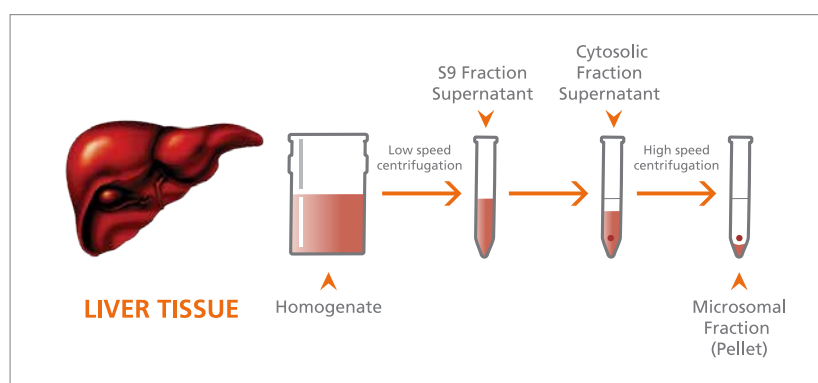 S9 Fraction
Supernatant
Cytosolic
Fraction
Supernatant
Low speed
centrifugation
High speed
centrifugation
LIVER TISSUE
Homogenate
Microsomal
Fraction
(Pellet)